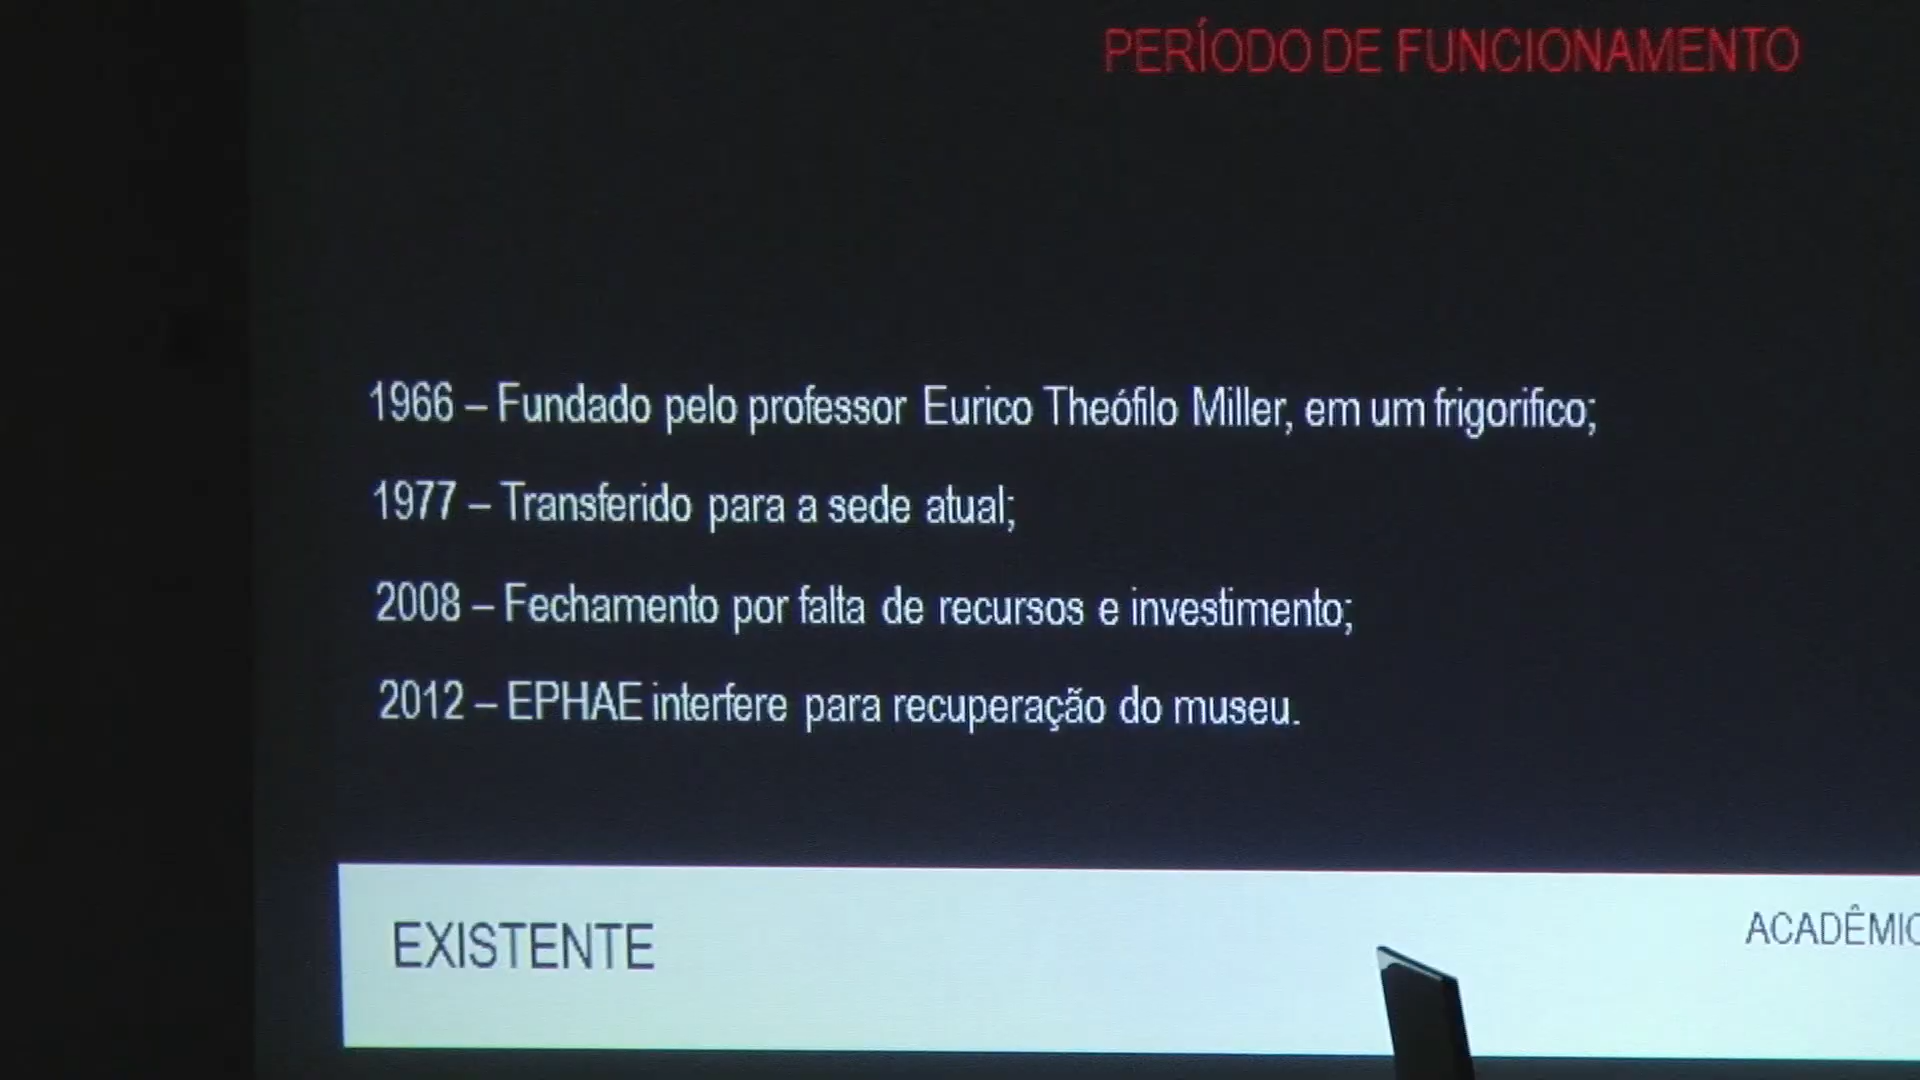 PERÍODO DE FUNCIONAMENTO
1966 – Fundado pelo professor Eurico Theófilo Miller, em um frigorifico;
1977 – Transferido para a sede atual;
2008 – Fechamento por falta de recursos e investimento;
2012 – EPHAE interfere para recuperação do museu.
EXISTENTE